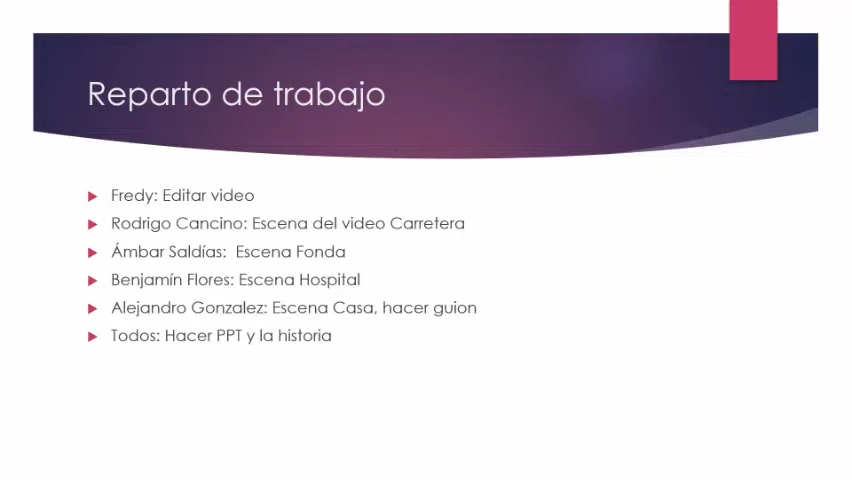 Reparto de trabajo
Fredy: Editar video
Rodrigo Cancino: Escena del video Carretera
Ámbar Saldías:  Escena Fonda
Benjamín Flores: Escena Hospital
Alejandro Gonzalez: Escena Casa, hacer guion
Todos: Hacer PPT y la historia